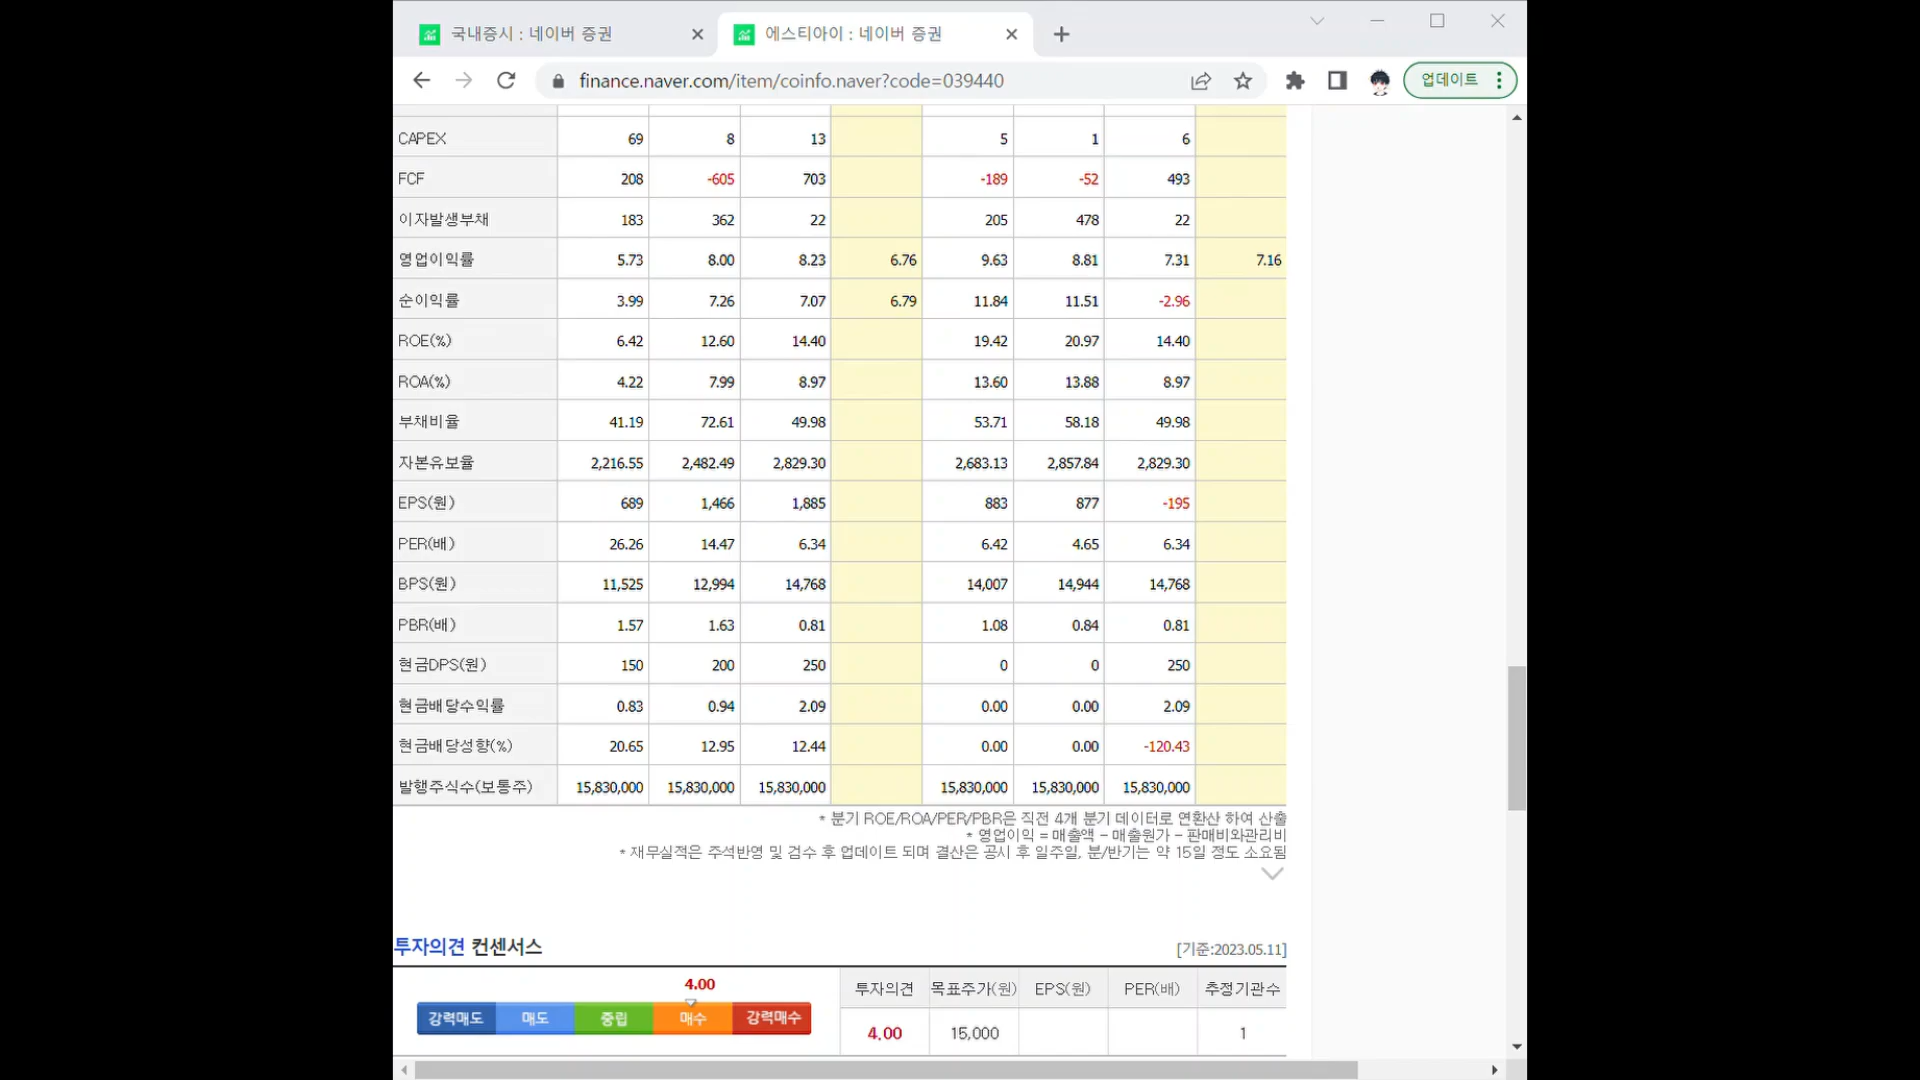 국내증시 : 네이버 증권
에스티아이 : 네이버 증권
finance.naver.com/item/coinfo.naver?code=039440
업데이트
CAPEX 69 8 13 5 1 6
FCF 208 -605 703 -189 -52 493
이자발생부채 183 362 22 205 478 22
영업이익률 5.73 8.00 8.23 6.76 9.63 8.81 7.31 7.16
순이익률 3.99 7.26 7.07 6.79 11.84 11.51 -2.96
ROE(%) 6.42 12.60 14.40 19.42 20.97 14.40
ROA(%) 4.22 7.99 8.97 13.60 13.88 8.97
부채비율 41.19 72.61 49.98 53.71 58.18 49.98
자본유보율 2,216.55 2,482.49 2,829.30 2,683.13 2,857.84 2,829.30
EPS(원) 689 1,466 1,885 883 877 -195
PER(배) 26.26 14.47 6.34 6.42 4.65 6.34
BPS(원) 11,525 12,994 14,768 14,007 14,944 14,768
PBR(배) 1.57 1.63 0.81 1.08 0.84 0.81
현금DPS(원) 150 200 250 0 0 250
현금배당수익률 0.83 0.94 2.09 0.00 0.00 2.09
현금배당성향(%) 20.65 12.95 12.44 0.00 0.00 -120.43
발행주식수(보통주) 15,830,000 15,830,000 15,830,000 15,830,000 15,830,000 15,830,000
* 분기 ROE/ROA/PER/PBR은 직전 4개 분기 데이터로 연환산 하여 산출
* 영업이익 = 매출액 - 매출원가 - 판매비와관리비
* 재무실적은 주석반영 및 검수 후 업데이트 되며 결산은 공시 후 일주일, 분/반기는 약 15일 정도 소요됨
투자의견 컨센서스
[기준:2023.05.11]
4.00
강력매도 매도 중립 매수 강력매수
투자의견 목표주가(원) EPS(원) PER(배) 추정기관수
4.00 15,000 1